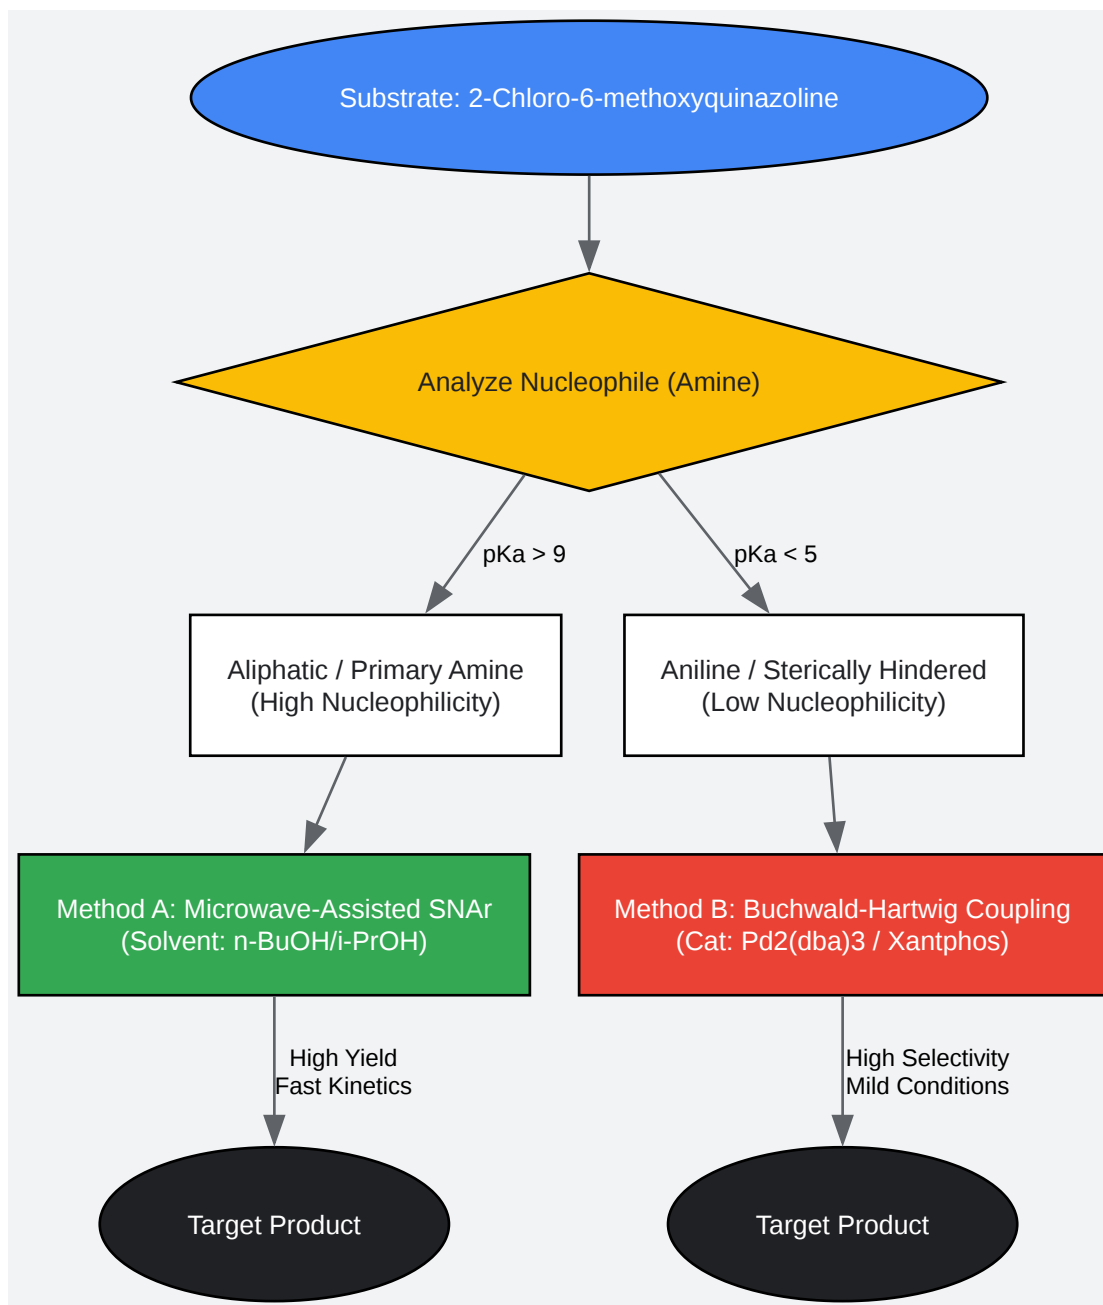 Substrate: 2-Chloro-6-methoxyquinazoline
Analyze Nucleophile (Amine)
pKa > 9
pKa < 5
Aliphatic / Primary Amine
(High Nucleophilicity)
Aniline / Sterically Hindered
(Low Nucleophilicity)
Method A: Microwave-Assisted SNAr
(Solvent: n-BuOH/i-PrOH)
Method B: Buchwald-Hartwig Coupling
(Cat: Pd2(dba)3 / Xantphos)
High Yield
Fast Kinetics
High Selectivity
Mild Conditions
Target Product
Target Product